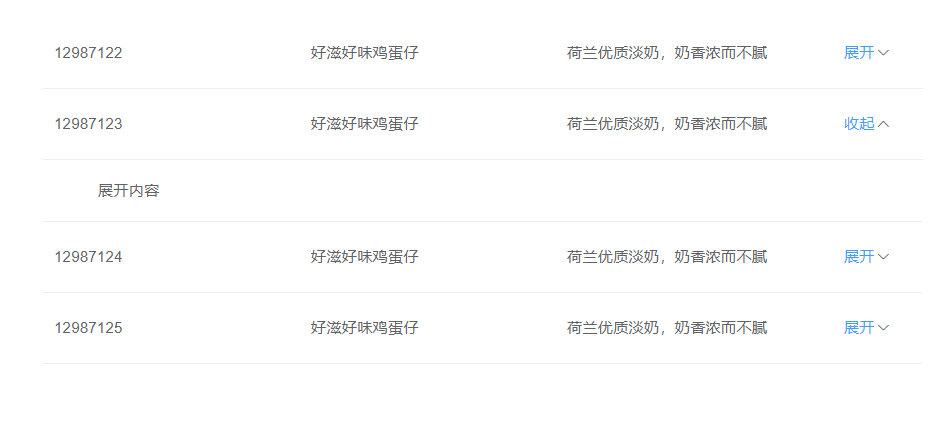 12987122 好滋好味鸡蛋仔 荷兰优质淡奶，奶香浓而不腻 展开
12987123 好滋好味鸡蛋仔 荷兰优质淡奶，奶香浓而不腻 收起
展开内容
12987124 好滋好味鸡蛋仔 荷兰优质淡奶，奶香浓而不腻 展开
12987125 好滋好味鸡蛋仔 荷兰优质淡奶，奶香浓而不腻 展开